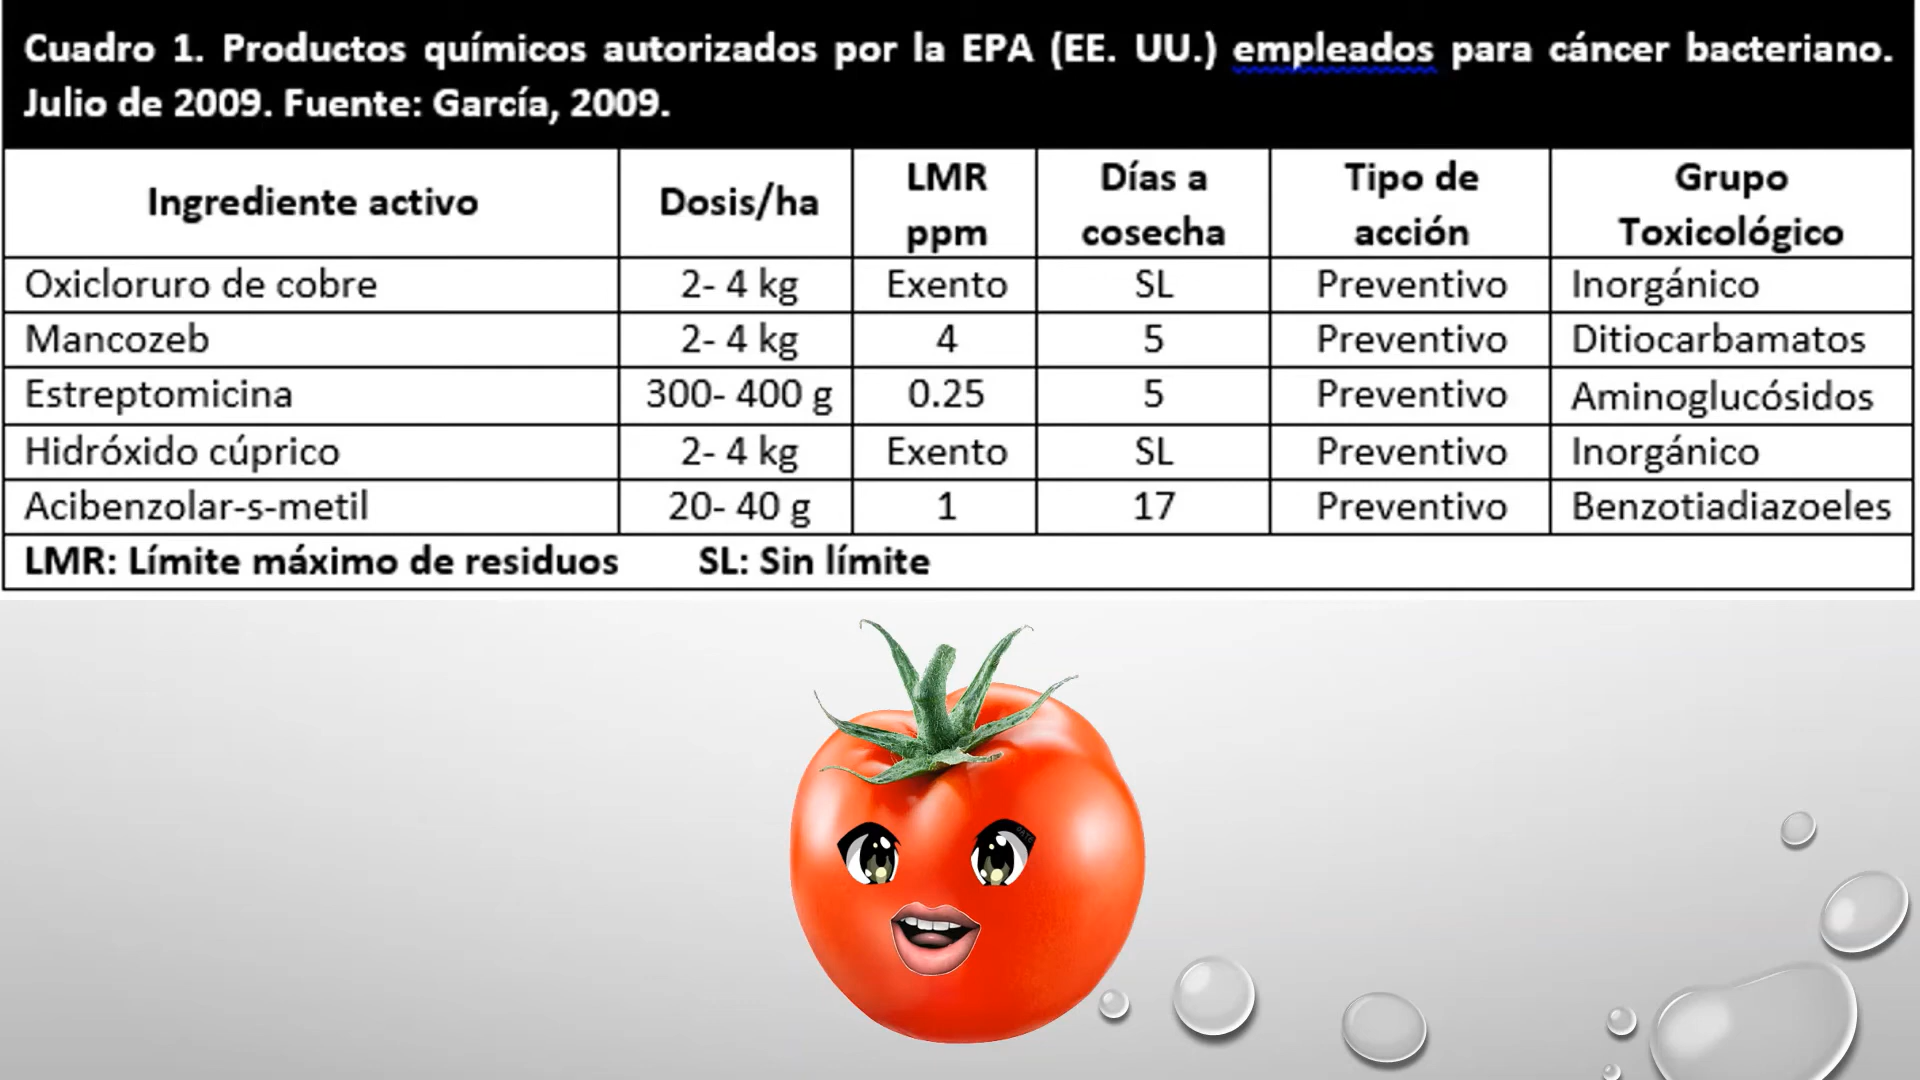 Cuadro 1. Productos químicos autorizados por la EPA (EE. UU.) empleados para cáncer bacteriano.
Julio de 2009. Fuente: García, 2009.
Ingrediente activo Dosis/ha LMR ppm Días a cosecha Tipo de acción Grupo Toxicológico
Oxicloruro de cobre 2- 4 kg Exento SL Preventivo Inorgánico
Mancozeb 2- 4 kg 4 5 Preventivo Ditiocarbamatos
Estreptomicina 300- 400 g 0.25 5 Preventivo Aminoglucósidos
Hidróxido cúprico 2- 4 kg Exento SL Preventivo Inorgánico
Acibenzolar-s-metil 20- 40 g 1 17 Preventivo Benzotiadiazoeles
LMR: Límite máximo de residuos SL: Sin límite